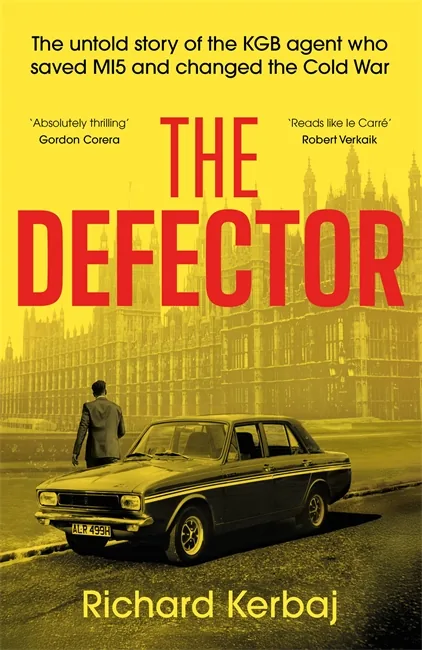 The untold story of the KGB agent who
saved MI5 and changed the Cold War
‘Absolutely thrilling’
Gordon Corera
‘Reads like le Carré’
Robert Verkaik
THE
DEFECTOR
ALR 499H
Richard Kerbaj